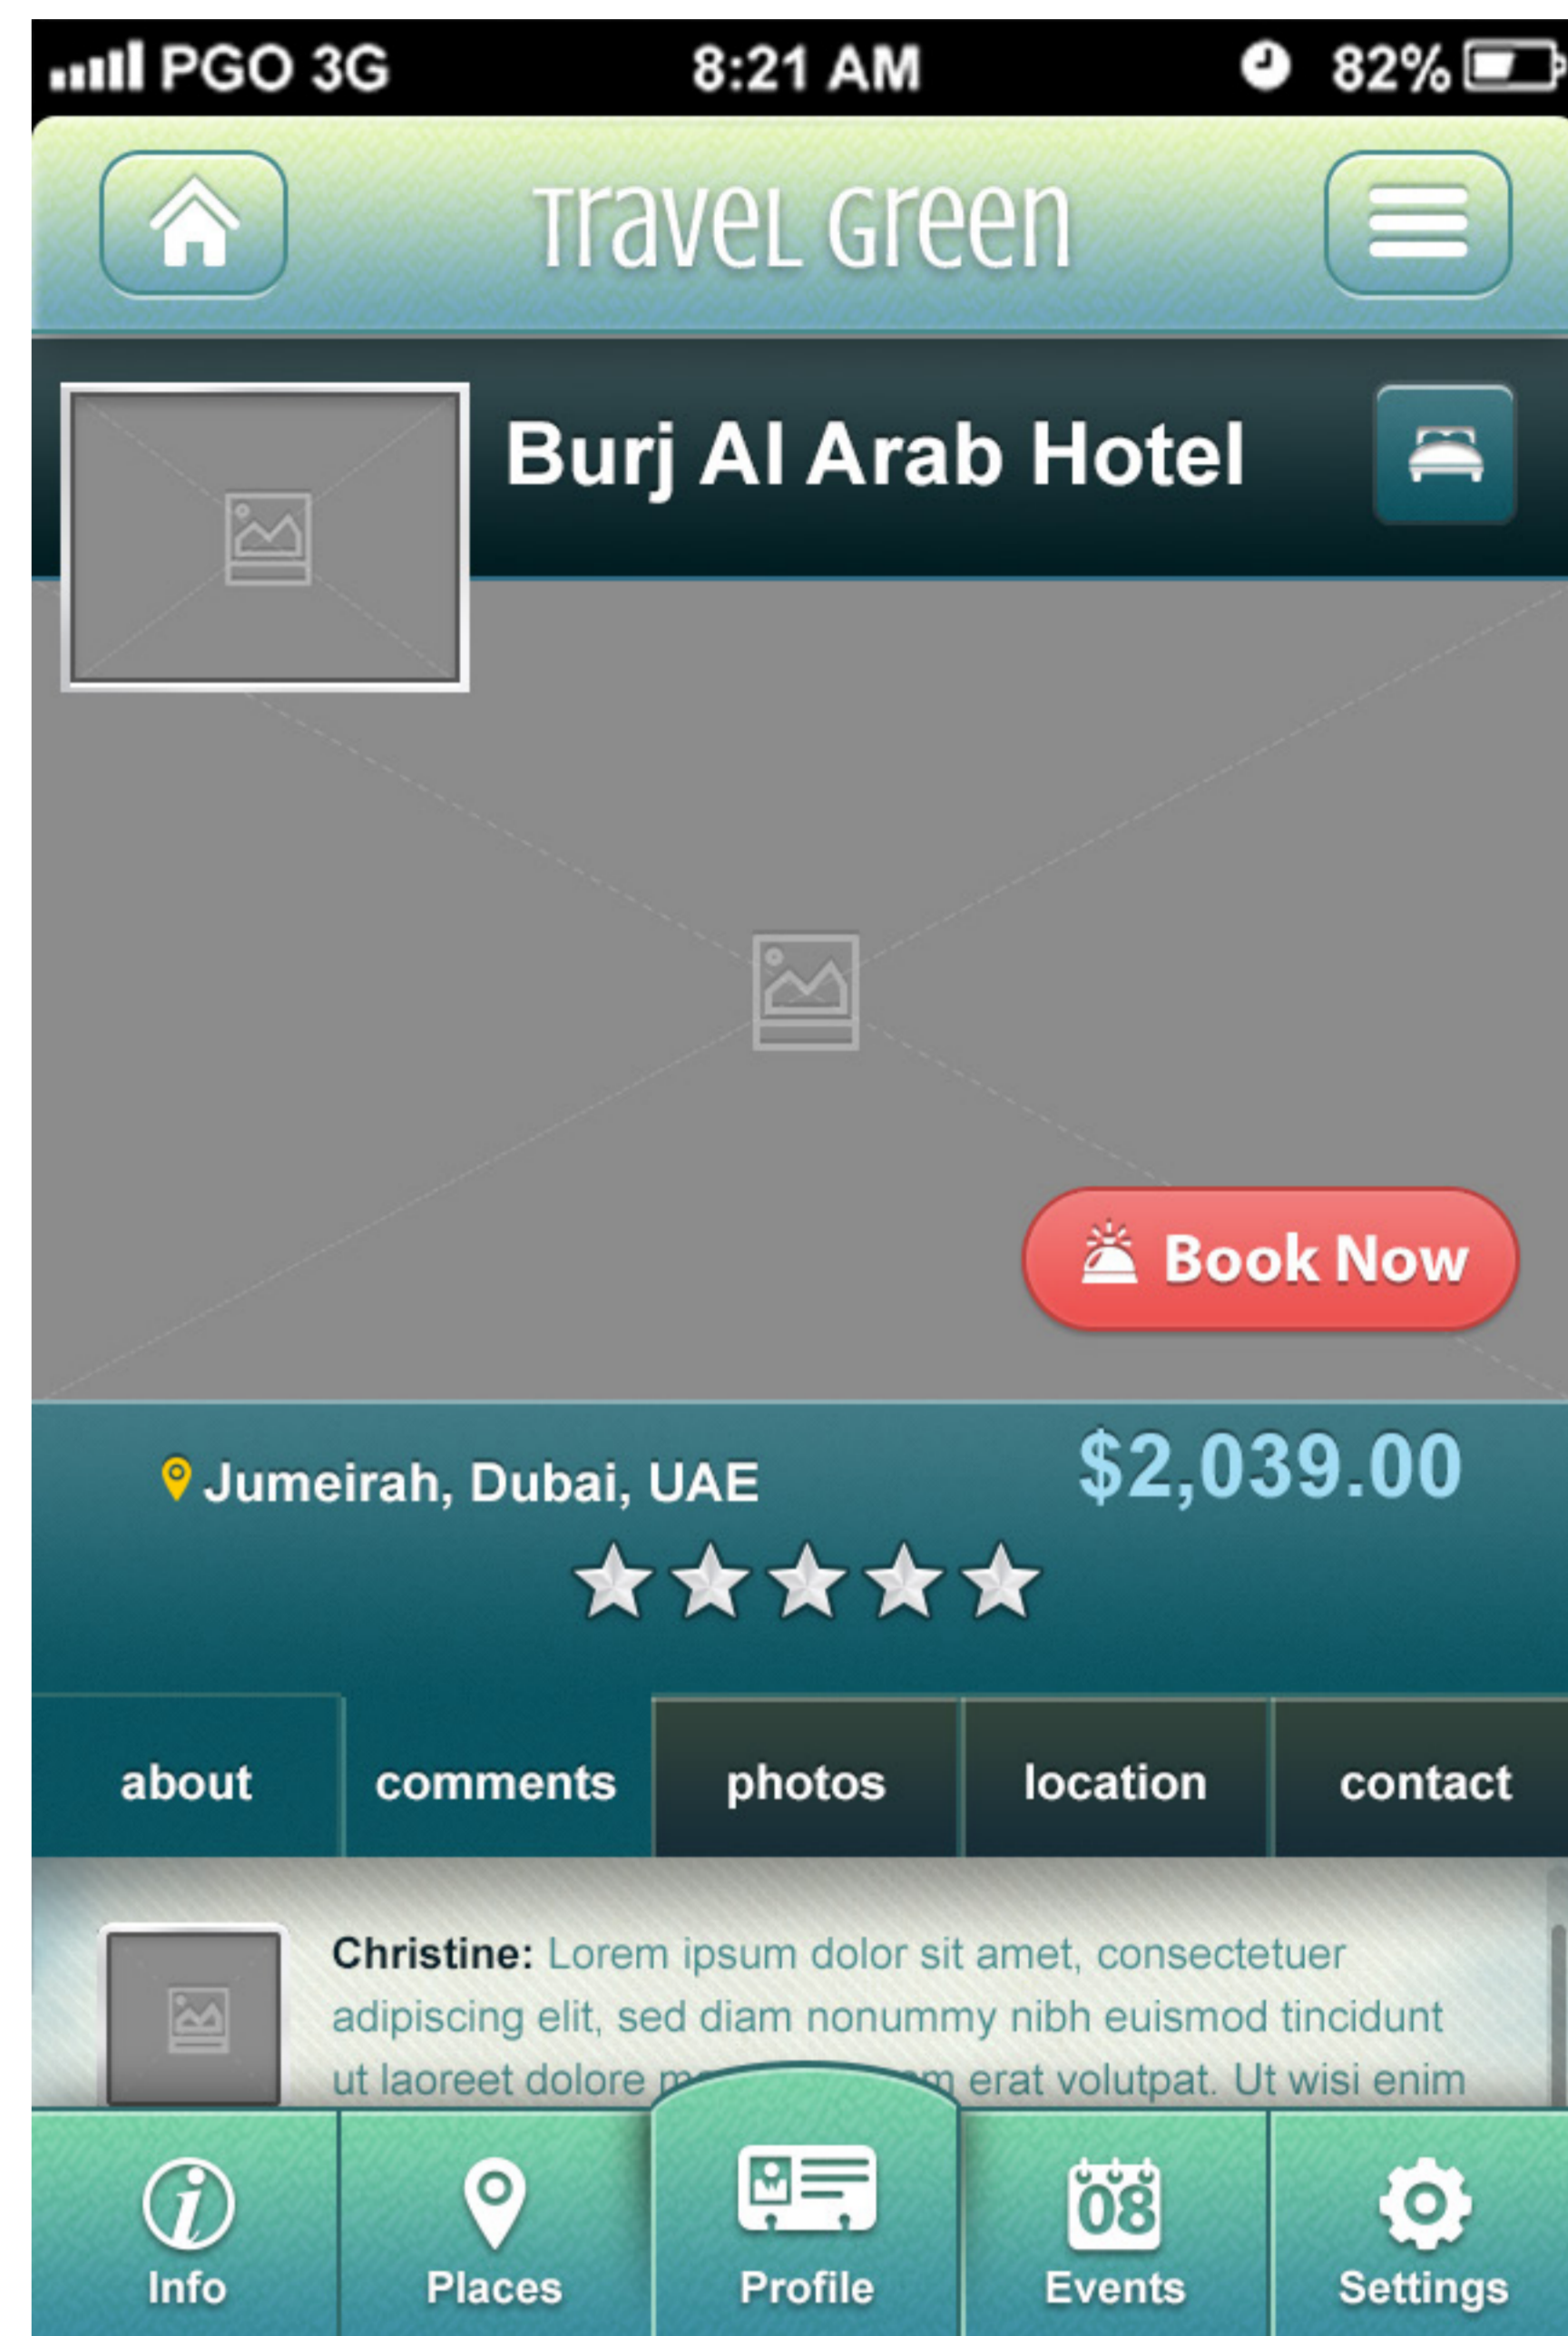 PGO 3G 8:21 AM 82%
Travel Green
Burj Al Arab Hotel
Book Now
Jumeirah, Dubai, UAE
$2,039.00
about comments photos location contact
Christine: Lorem ipsum dolor sit amet, consectetuer
adipiscing elit, sed diam nonummy nibh euismod tincidunt
ut laoreet dolore erat volutpat. Ut wisi enim
08
Info Places Profile Events Settings